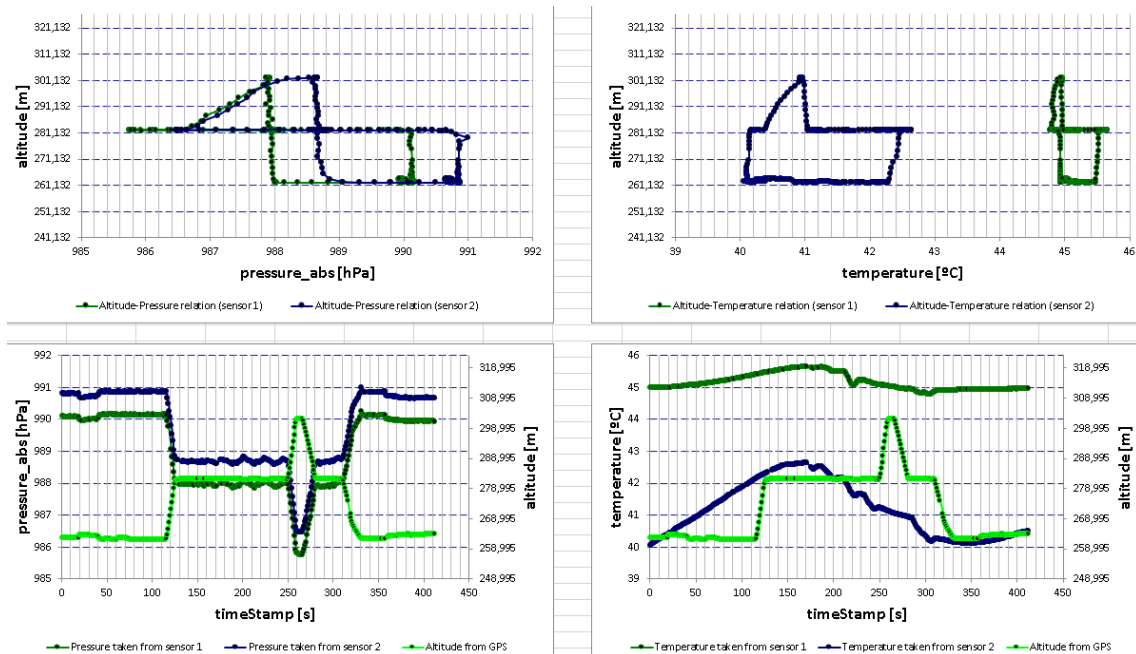 altitude [m]
321,132
311,132
301,132
291,132
281,132
271,132
261,132
251,132
241,132
985 986 987 988 989 990 991 992
pressure_abs [hPa]
Altitude-Pressure relation (sensor 1) Altitude-Pressure relation (sensor 2)
altitude [m]
321,132
311,132
301,132
291,132
281,132
271,132
261,132
251,132
241,132
39 40 41 42 43 44 45 46
temperature [ºC]
Altitude-Temperature relation (sensor 1) Altitude-Temperature relation (sensor 2)
pressure_abs [hPa]
992
991
990
989
988
987
986
985
318,995
308,995
298,995
288,995
278,995
268,995
258,995
248,995
altitude [m]
0 50 100 150 200 250 300 350 400 450
timeStamp [s]
Pressure taken from sensor 1 Pressure taken from sensor 2 Altitude from GPS
temperature [ºC]
46
45
44
43
42
41
40
39
318,995
308,995
298,995
288,995
278,995
268,995
258,995
248,995
altitude [m]
0 50 100 150 200 250 300 350 400 450
timeStamp [s]
Temperature taken from sensor 1 Temperature taken from sensor 2 Altitude from GPS